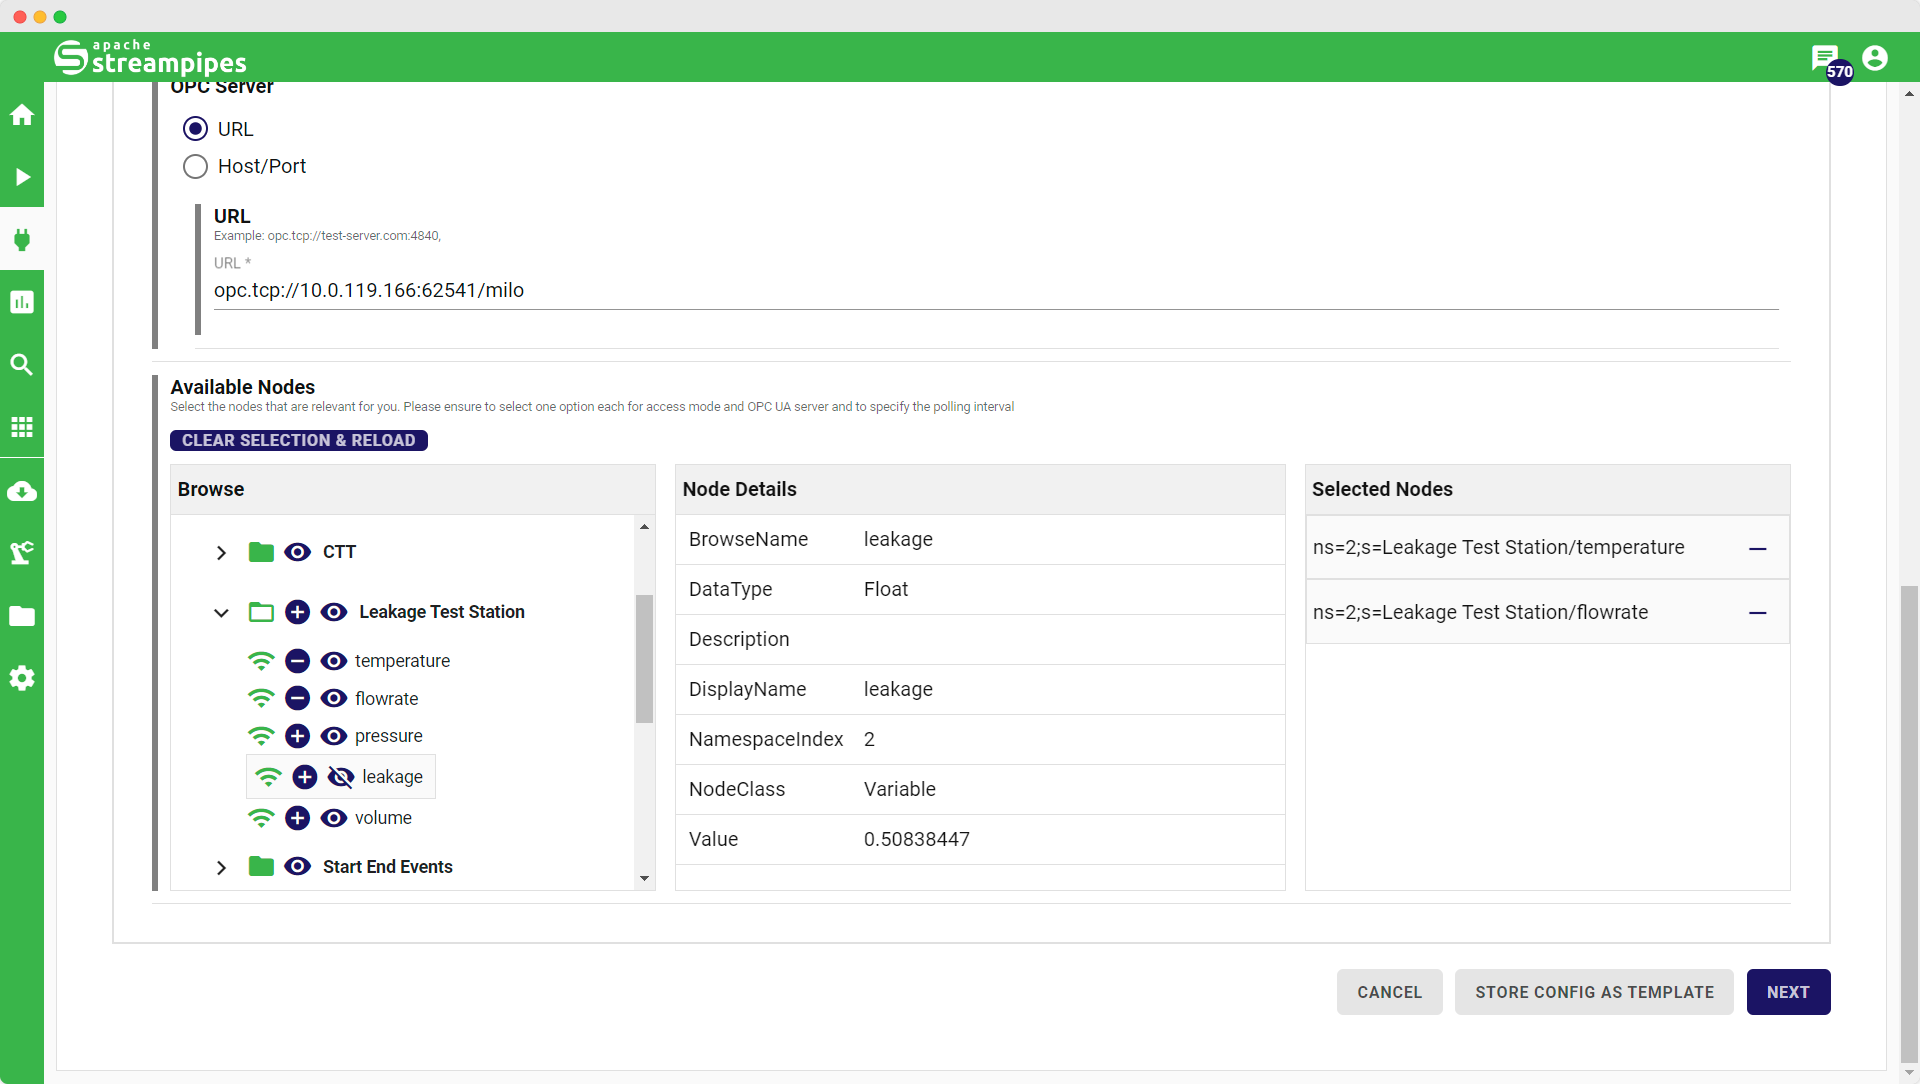 apache
streampipes
570
OPC Server
URL
Host/Port
URL
Example: opc.tcp://test-server.com:4840,
URL *
opc.tcp://10.0.119.166:62541/milo
Available Nodes
Select the nodes that are relevant for you. Please ensure to select one option each for access mode and OPC UA server and to specify the polling interval
CLEAR SELECTION & RELOAD
Browse
CTT
Leakage Test Station
temperature
flowrate
pressure
leakage
volume
Start End Events
Node Details
BrowseName leakage
DataType Float
Description
DisplayName leakage
NamespaceIndex 2
NodeClass Variable
Value 0.50838447
Selected Nodes
ns=2;s=Leakage Test Station/temperature
ns=2;s=Leakage Test Station/flowrate
CANCEL
STORE CONFIG AS TEMPLATE
NEXT